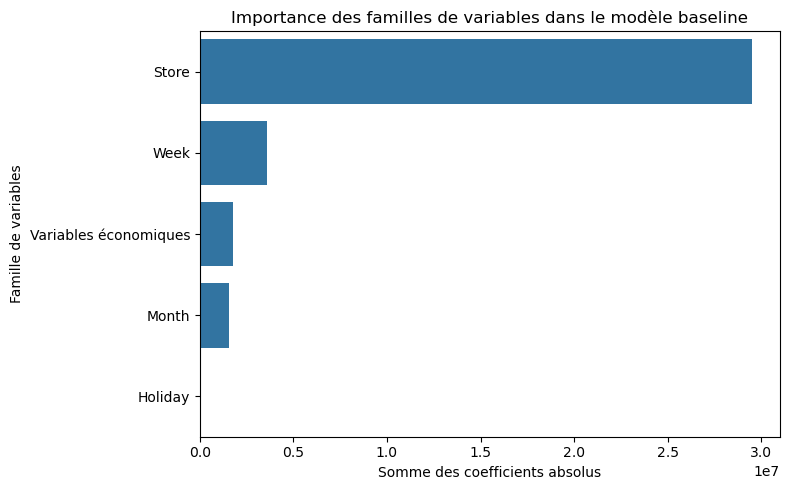 Importance des familles de variables dans le modèle baseline
Famille de variables
Store
Week
Variables économiques
Month
Holiday
0.0 0.5 1.0 1.5 2.0 2.5 3.0
1e7
Somme des coefficients absolus